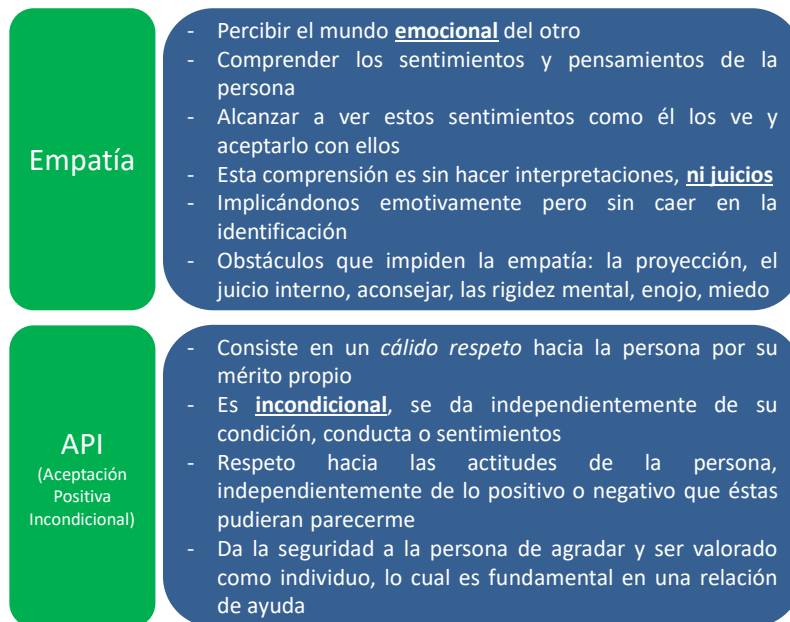 Empatía
- Percibir el mundo emocional del otro
- Comprender los sentimientos y pensamientos de la
persona
- Alcanzar a ver estos sentimientos como él los ve y
aceptarlo con ellos
- Esta comprensión es sin hacer interpretaciones, ni juicios
- Implicándonos emotivamente pero sin caer en la
identificación
- Obstáculos que impiden la empatía: la proyección, el
juicio interno, aconsejar, las rigidez mental, enojo, miedo
API
(Aceptación
Positiva
Incondicional)
- Consiste en un cálido respeto hacia la persona por su
mérito propio
- Es incondicional, se da independientemente de su
condición, conducta o sentimientos
- Respeto hacia las actitudes de la persona,
independientemente de lo positivo o negativo que éstas
pudieran parecerme
- Da la seguridad a la persona de agradar y ser valorado
como individuo, lo cual es fundamental en una relación
de ayuda